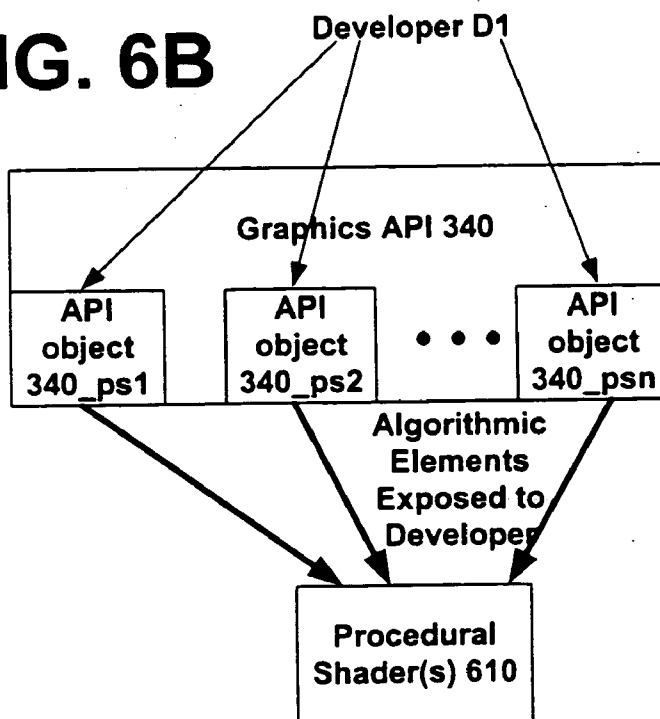 Developer D1
IG. 6B
Graphics API 340
API
object
340_ps1
API
object
340_ps2
• • •
API
object
340_psn
Algorithmic
Elements
Exposed to
Developer
Procedural
Shader(s) 610